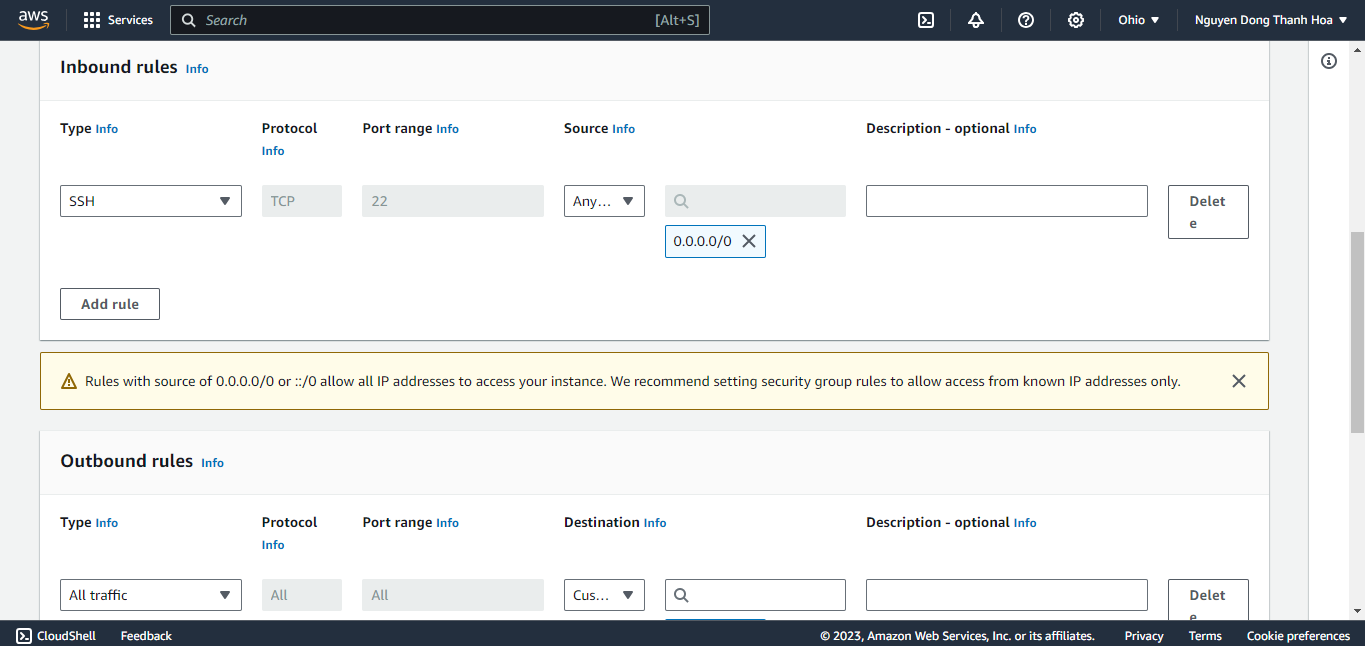 aws
Services
Search
[Alt+S]
Ohio
Nguyen Dong Thanh Hoa
Inbound rules Info
Type Info
Protocol
Info
Port range Info
Source Info
Description - optional Info
SSH
TCP
22
Any...
Delet
e
0.0.0.0/0
Add rule
Rules with source of 0.0.0.0/0 or ::/0 allow all IP addresses to access your instance. We recommend setting security group rules to allow access from known IP addresses only.
Outbound rules Info
Type Info
Protocol
Info
Port range Info
Destination Info
Description - optional Info
All traffic
All
All
Cus...
Delet
e
CloudShell
Feedback
© 2023, Amazon Web Services, Inc. or its affiliates.
Privacy
Terms
Cookie preferences